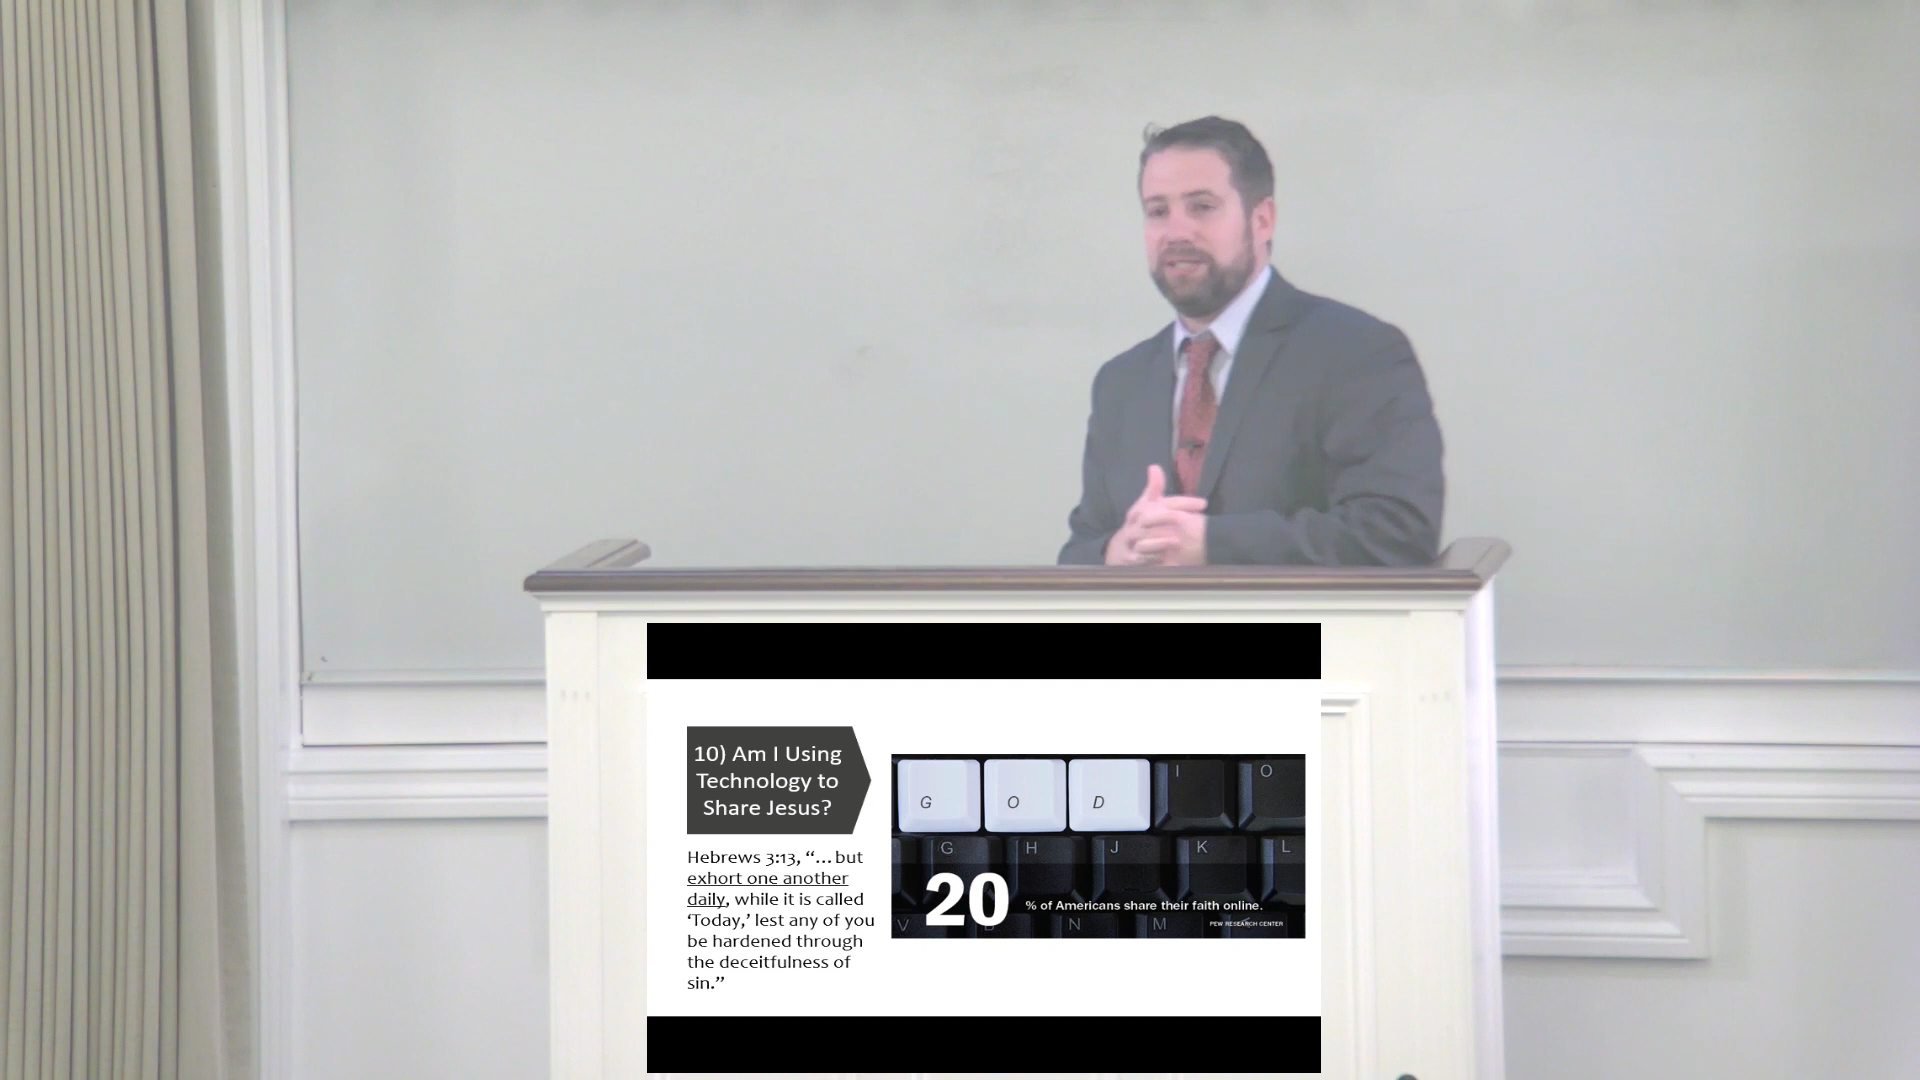 10) Am I Using
Technology to
Share Jesus?
Hebrews 3:13, “… but
exhort one another
daily, while it is called
‘Today,’ lest any of you
be hardened through
the deceitfulness of
sin.”
G O D I O
G H J K L
20 % of Americans share their faith online.
V B N M
PEW RESEARCH CENTER